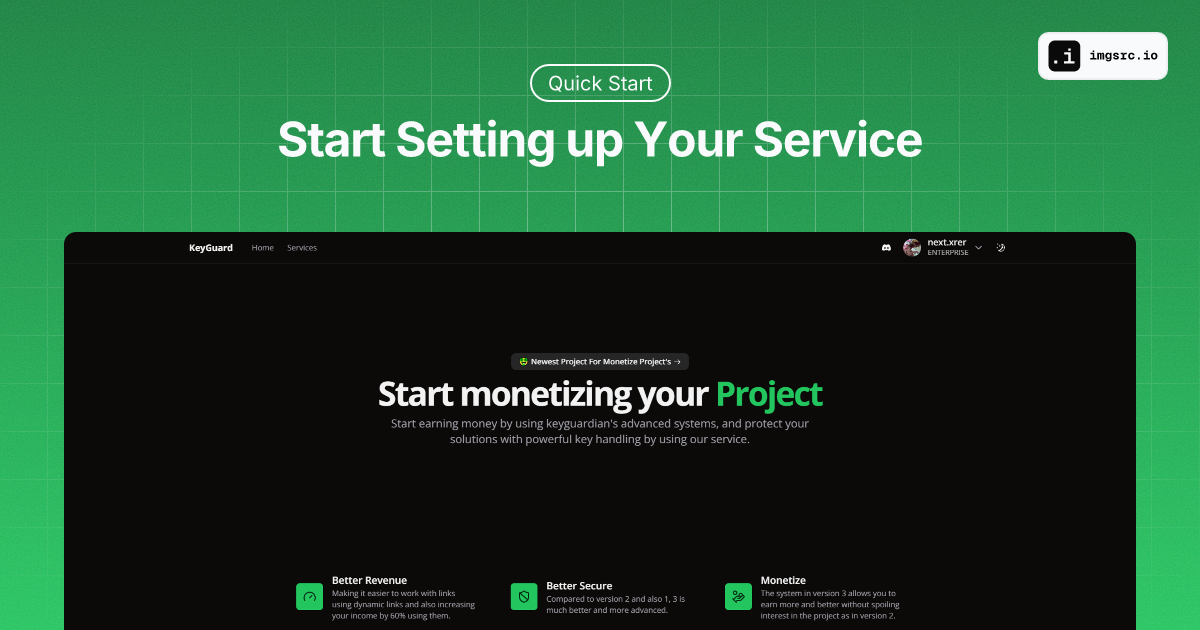 .i imgsrc.io
Quick Start
Start Setting up Your Service
KeyGuard Home Services next.xrer
ENTERPRISE
Newest Project For Monetize Project's →
Start monetizing your Project
Start earning money by using keyguardian's advanced systems, and protect your
solutions with powerful key handling by using our service.
Better Revenue
Making it easier to work with links
using dynamic links and also increasing
your income by 60% using them.
Better Secure
Compared to version 2 and also 1, 3 is
much better and more advanced.
Monetize
The system in version 3 allows you to
earn more and better without spoiling
interest in the project as in version 2.